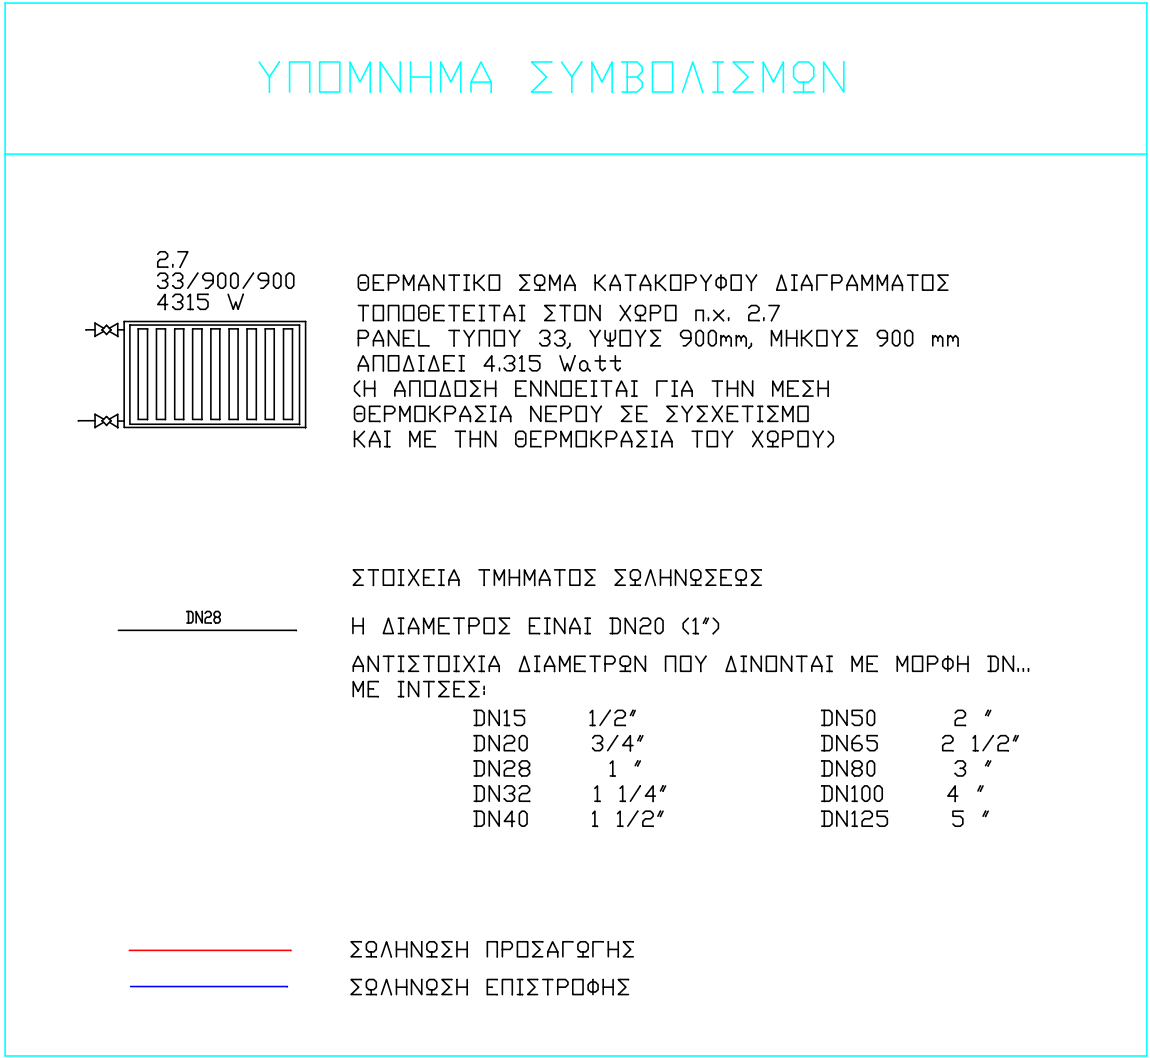 ΥΠΟΜΝΗΜΑ ΣΥΜΒΟΛΙΣΜΩΝ
2.7
33/900/900
4315 W
ΘΕΡΜΑΝΤΙΚΟ ΣΩΜΑ ΚΑΤΑΚΟΡΥΦΟΥ ΔΙΑΓΡΑΜΜΑΤΟΣ
ΤΟΠΟΘΕΤΕΙΤΑΙ ΣΤΟΝ ΧΩΡΟ π.χ. 2.7
PANEL ΤΥΠΟΥ 33, ΥΨΟΥΣ 900mm, ΜΗΚΟΥΣ 900 mm
ΑΠΟΔΙΔΕΙ 4.315 Watt
(Η ΑΠΟΔΟΣΗ ΕΝΝΟΕΙΤΑΙ ΓΙΑ ΤΗΝ ΜΕΣΗ
ΘΕΡΜΟΚΡΑΣΙΑ ΝΕΡΟΥ ΣΕ ΣΥΣΧΕΤΙΣΜΟ
ΚΑΙ ΜΕ ΤΗΝ ΘΕΡΜΟΚΡΑΣΙΑ ΤΟΥ ΧΩΡΟΥ)
ΣΤΟΙΧΕΙΑ ΤΜΗΜΑΤΟΣ ΣΩΛΗΝΩΣΕΩΣ
DN28
Η ΔΙΑΜΕΤΡΟΣ ΕΙΝΑΙ DN20 (1")
ΑΝΤΙΣΤΟΙΧΙΑ ΔΙΑΜΕΤΡΩΝ ΠΟΥ ΔΙΝΟΝΤΑΙ ΜΕ ΜΟΡΦΗ DN...
ΜΕ ΙΝΤΣΕΣ:
DN15 1/2" DN50 2 "
DN20 3/4" DN65 2 1/2"
DN28 1 " DN80 3 "
DN32 1 1/4" DN100 4 "
DN40 1 1/2" DN125 5 "
ΣΩΛΗΝΩΣΗ ΠΡΟΣΑΓΩΓΗΣ
ΣΩΛΗΝΩΣΗ ΕΠΙΣΤΡΟΦΗΣ